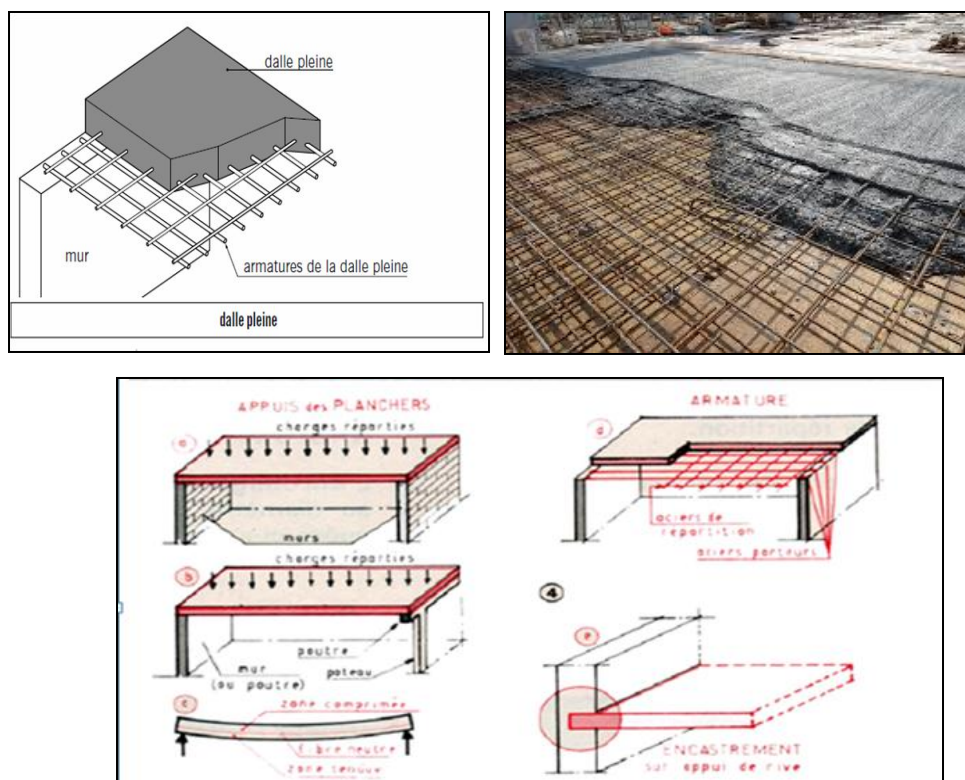 dalle pleine
mur
armatures de la dalle pleine
dalle pleine
APPUIS des PLANCHERS
charges réparties
a
murs
charges réparties
b
poutre
mur
(ou poutre)
poteau
c
zone comprimée
fibre neutre
zone tendue
ARMATURE
d
aciers de
répartition
aciers porteurs
4
e
ENCASTREMENT
sur appui de rive